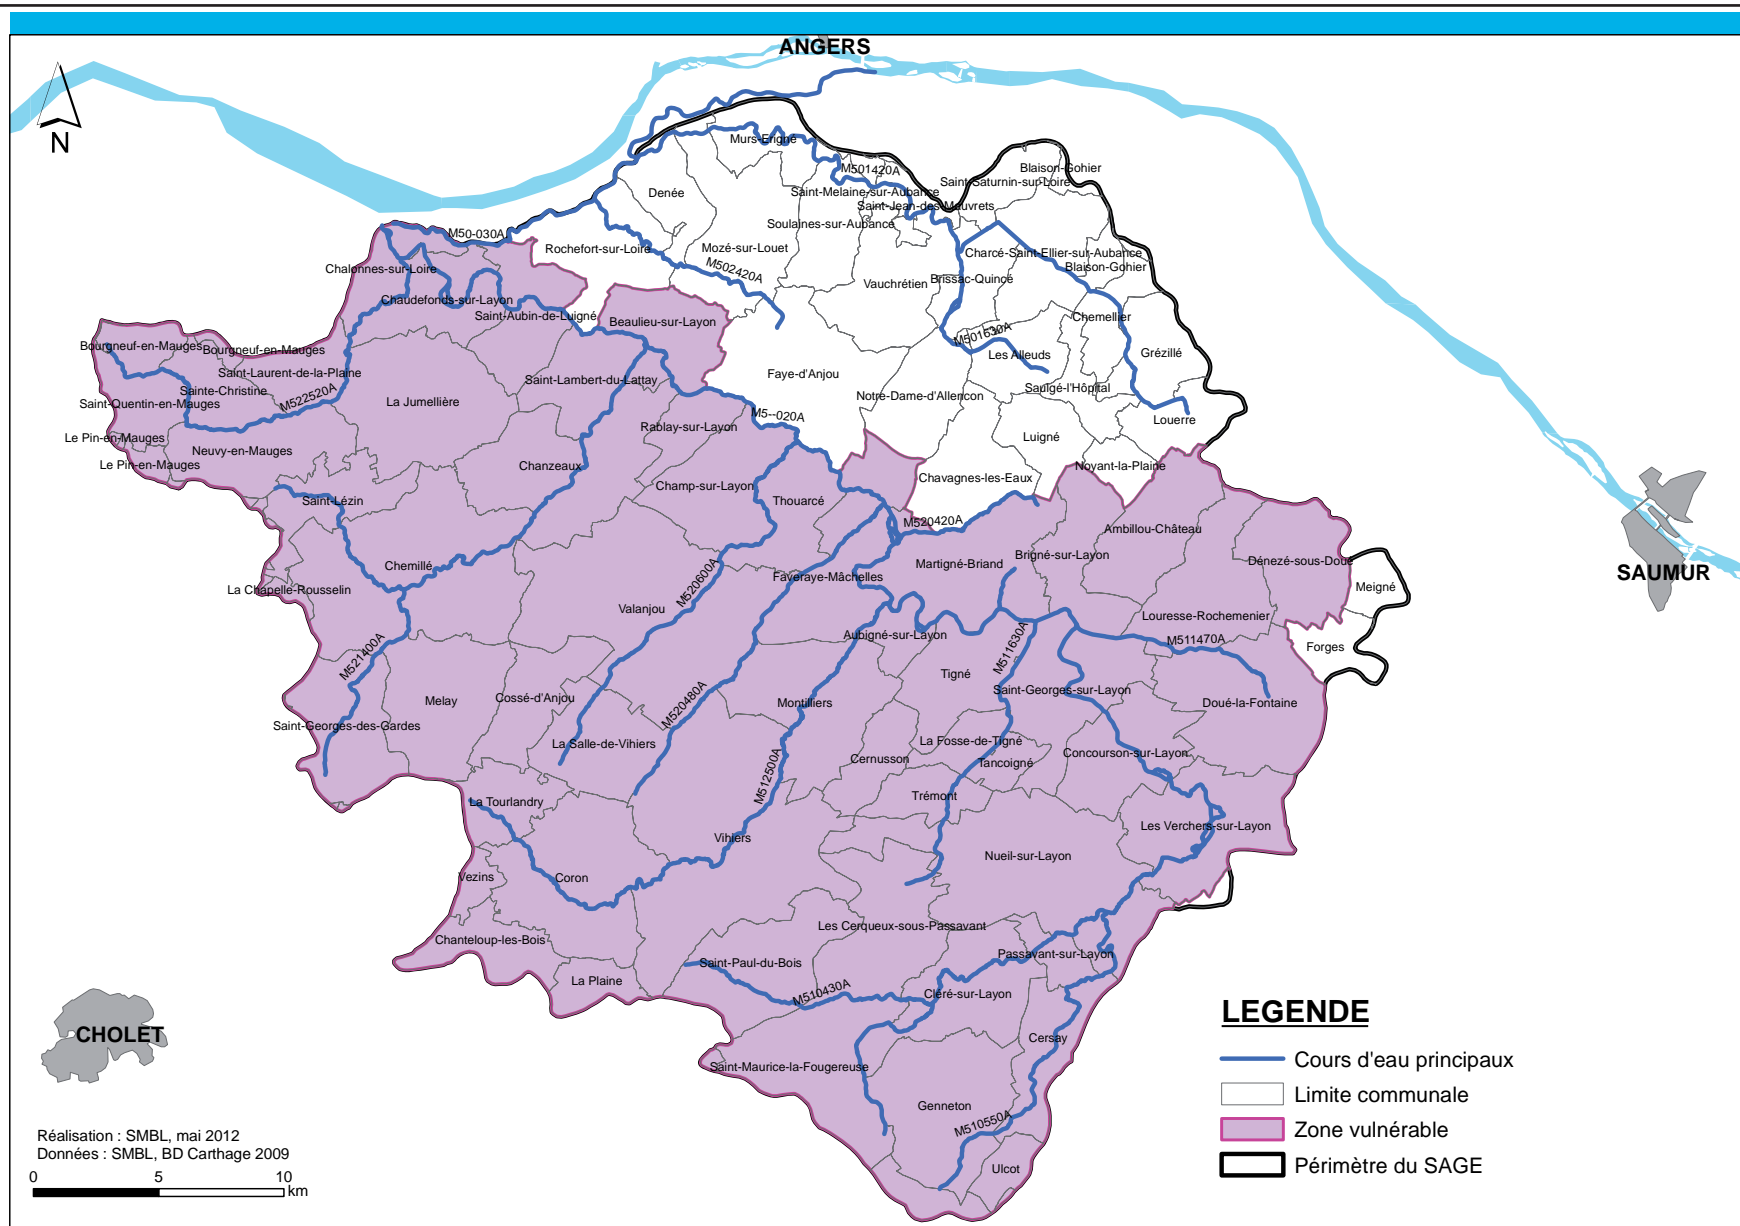 ANGERS
N
Murs-Erigné
M501420A
Blaison-Gohier
Saint-Saturnin-sur-Loire
Denée
Saint-Melaine-sur-Aubance
Saint-Jean-des-Mauvrets
Soulaines-sur-Aubance
M50-030A
Rochefort-sur-Loire
Mozé-sur-Louet
Charcé-Saint-Ellier-sur-Aubance
Blaison-Gohier
Chalonnes-sur-Loire
M502420A
Vauchrétien
Brissac-Quincé
Chaudefonds-sur-Layon
Saint-Aubin-de-Luigné
Beaulieu-sur-Layon
Chemellier
M501630A
Bourgneuf-en-Mauges
Bourgneuf-en-Mauges
Les Alleuds
Grézillé
Saint-Laurent-de-la-Plaine
Saint-Lambert-du-Lattay
Faye-d'Anjou
Sainte-Christine
Saulgé-l'Hôpital
M522520A
La Jumellière
Notre-Dame-d'Allencon
Saint-Quentin-en-Mauges
M5--020A
Louerre
Le Pin-en-Mauges
Rablay-sur-Layon
Luigné
Neuvy-en-Mauges
Le Pin-en-Mauges
Chanzeaux
Noyant-la-Plaine
Champ-sur-Layon
Chavagnes-les-Eaux
Saint-Lézin
Thouarcé
M520420A
Ambillou-Château
Brigné-sur-Layon
Dénezé-sous-Doué
Chemillé
Martigné-Briand
SAUMUR
Faveraye-Mâchelles
Meigné
La Chapelle-Rousselin
M520600A
Valanjou
Louresse-Rochemenier
Aubigné-sur-Layon
M511470A
M521400A
M511630A
Forges
Tigné
Saint-Georges-sur-Layon
Melay
Cossé-d'Anjou
M520480A
Montilliers
Doué-la-Fontaine
Saint-Georges-des-Gardes
La Salle-de-Vihiers
La Fosse-de-Tigné
Cernusson
Tancoigné
Concourson-sur-Layon
M512500A
La Tourlandry
Trémont
Vihiers
Les Verchers-sur-Layon
Nueil-sur-Layon
Vezins
Coron
Les Cerqueux-sous-Passavant
Chanteloup-les-Bois
Passavant-sur-Layon
Saint-Paul-du-Bois
La Plaine
M510430A
Cléré-sur-Layon
CHOLET
Cersay
Saint-Maurice-la-Fougereuse
Genneton
M510550A
Ulcot
LEGENDE
Cours d'eau principaux
Limite communale
Zone vulnérable
Périmètre du SAGE
Réalisation : SMBL, mai 2012
Données : SMBL, BD Carthage 2009
0 5 10
km